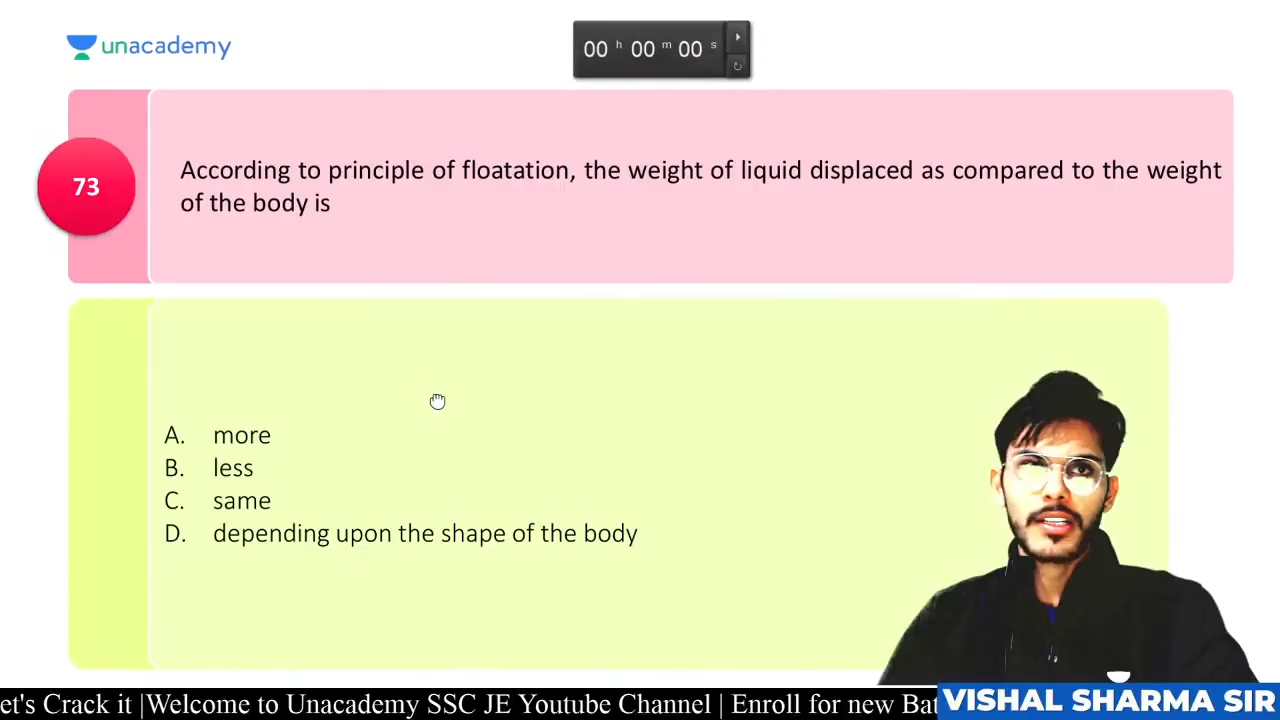 unacademy
00 h 00 m 00 s
73
According to principle of floatation, the weight of liquid displaced as compared to the weight
of the body is
A. more
B. less
C. same
D. depending upon the shape of the body
et's Crack it |Welcome to Unacademy SSC JE Youtube Channel | Enroll for new Bat
VISHAL SHARMA SIR